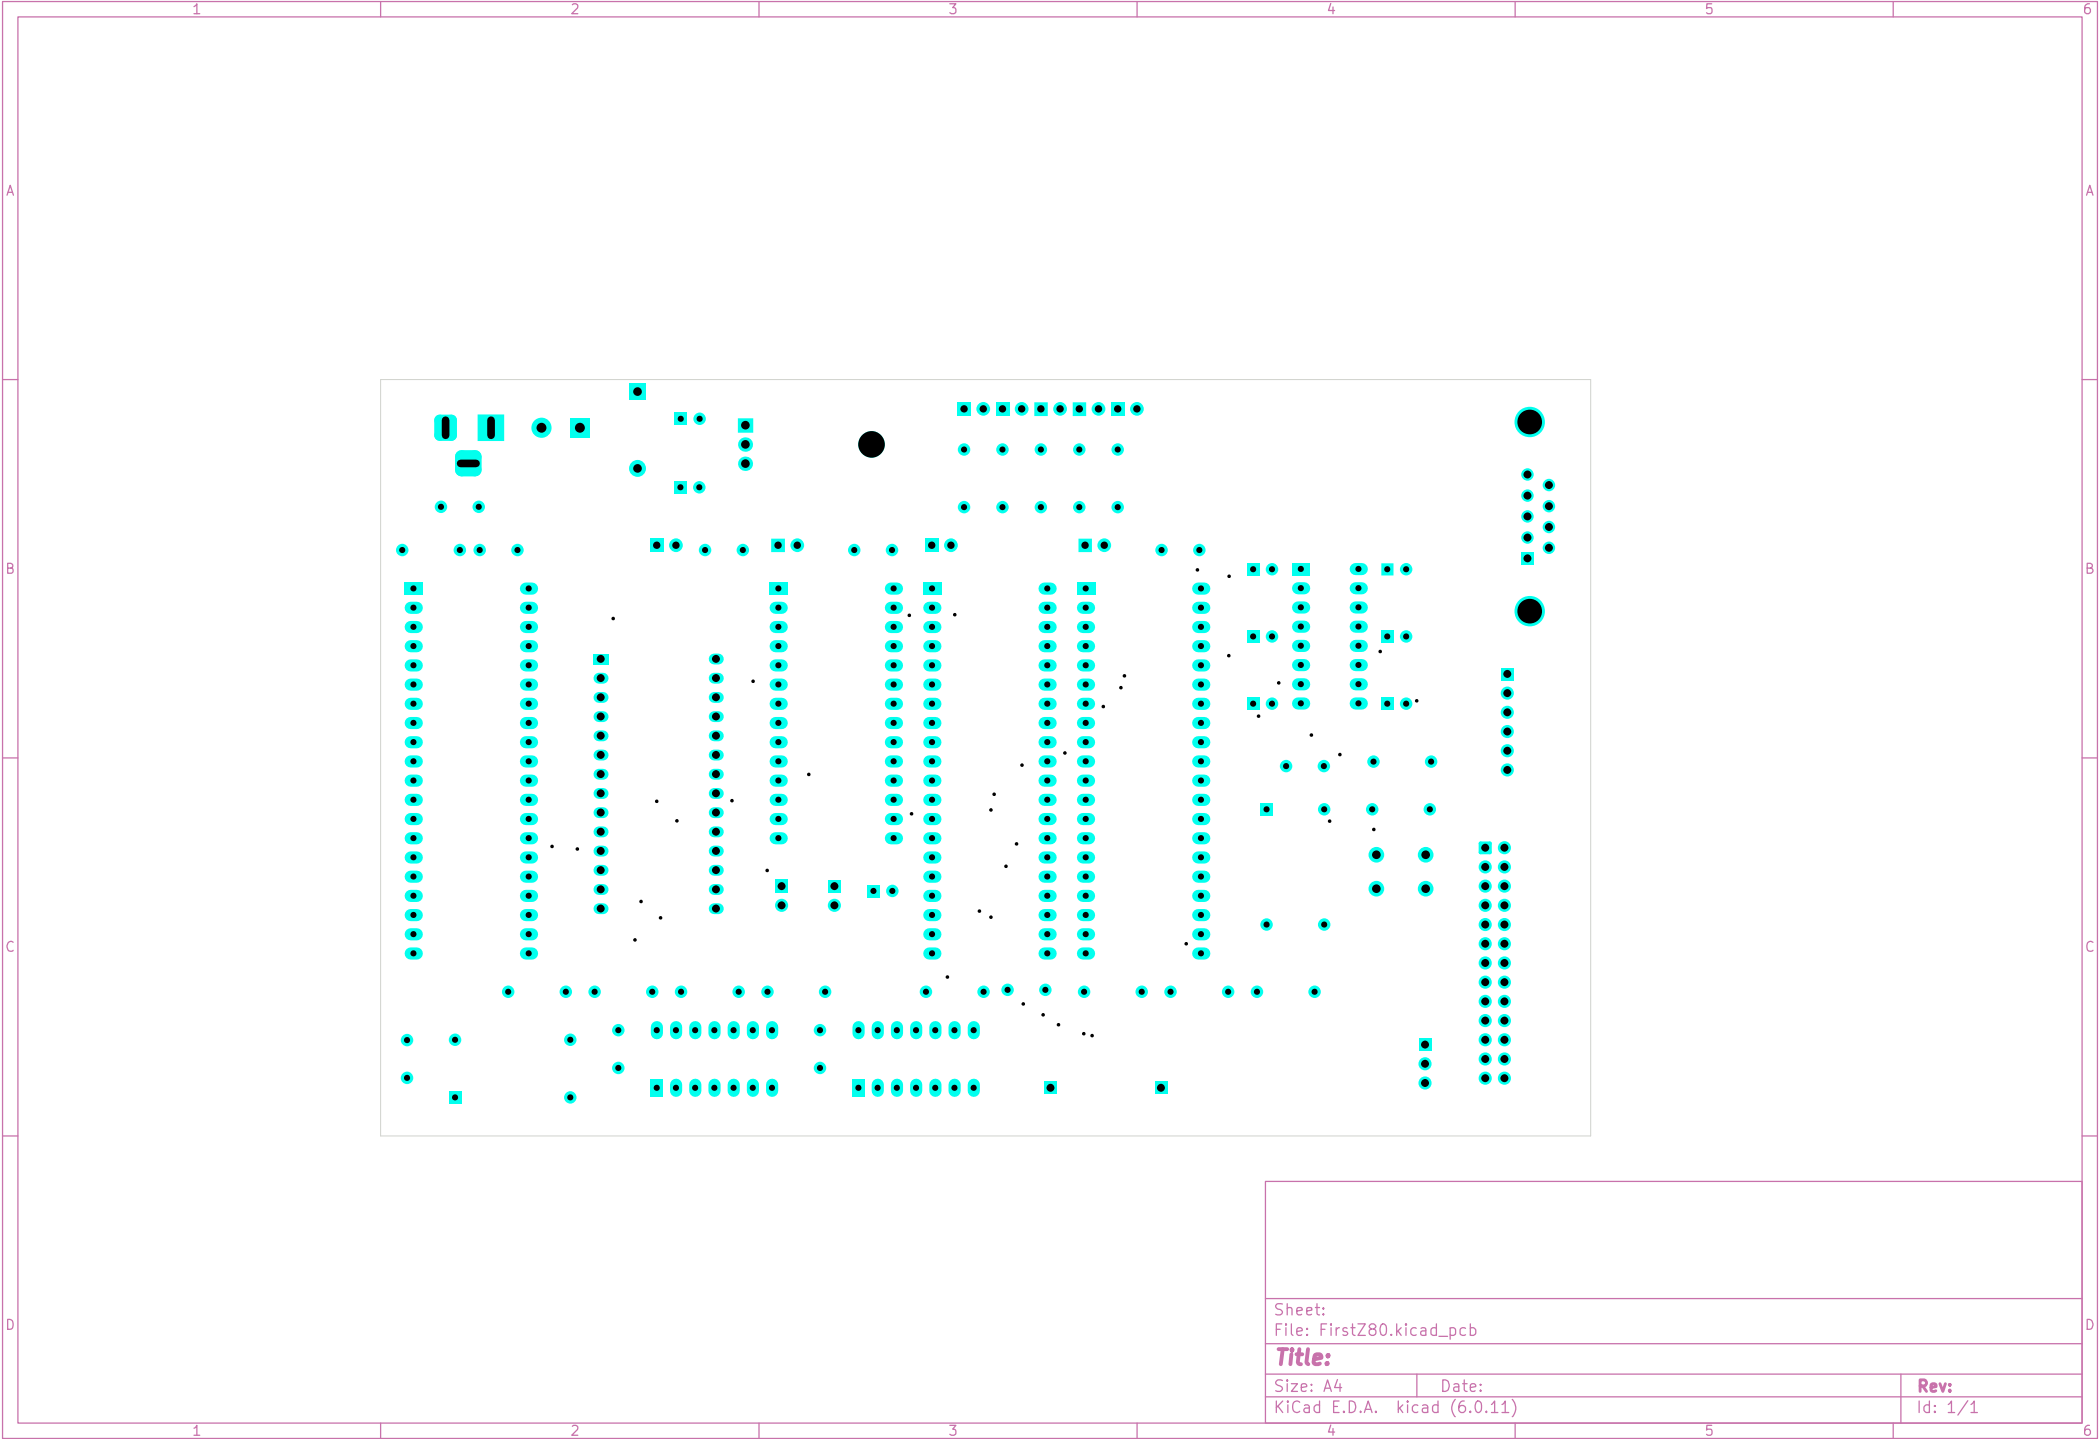 1 2 3 4 5 6
A A
B B
C C
D D
Sheet:
File: FirstZ80.kicad_pcb
Title:
Size: A4 Date: Rev:
KiCad E.D.A. kicad (6.0.11) Id: 1/1
1 2 3 4 5 6